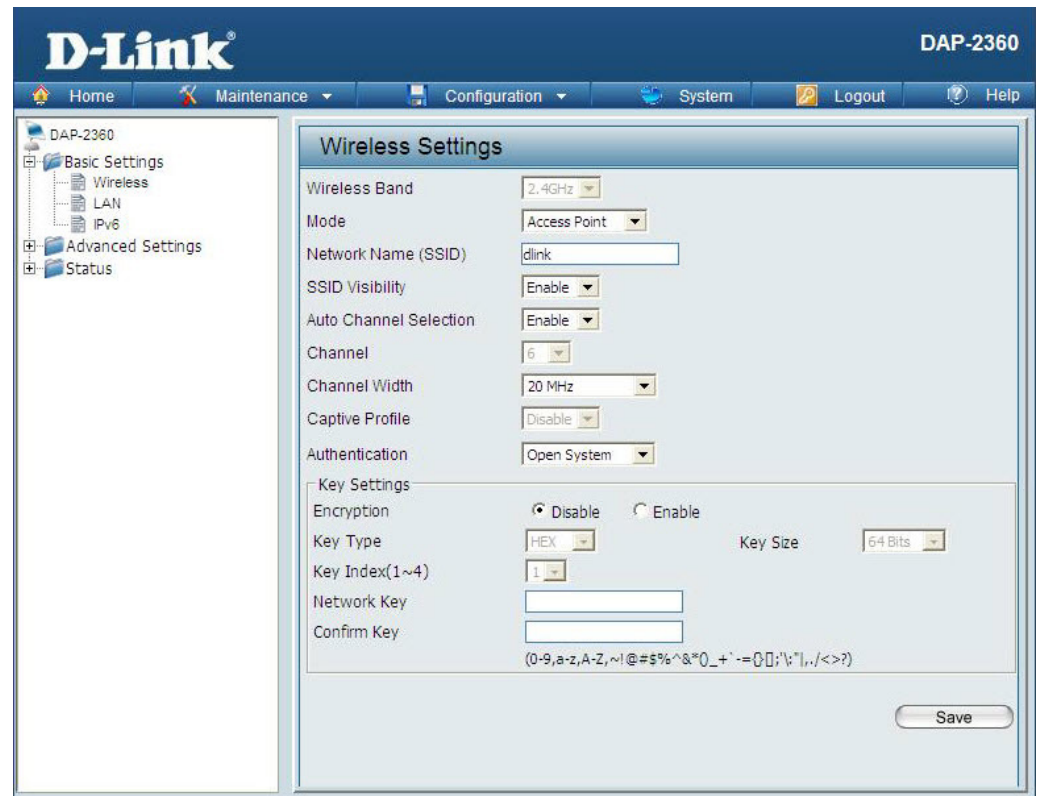 D-Link®
DAP-2360
Home Maintenance Configuration System Logout Help
DAP-2360
Basic Settings
Wireless
LAN
IPv6
Advanced Settings
Status
Wireless Settings
Wireless Band 2.4GHz
Mode Access Point
Network Name (SSID) dlink
SSID Visibility Enable
Auto Channel Selection Enable
Channel 6
Channel Width 20 MHz
Captive Profile Disable
Authentication Open System
Key Settings
Encryption Disable Enable
Key Type HEX Key Size 64 Bits
Key Index(1~4) 1
Network Key
Confirm Key
(0-9,a-z,A-Z,~!@#$%^&*()_+`-={}[];'\:"|,./<>?)
Save